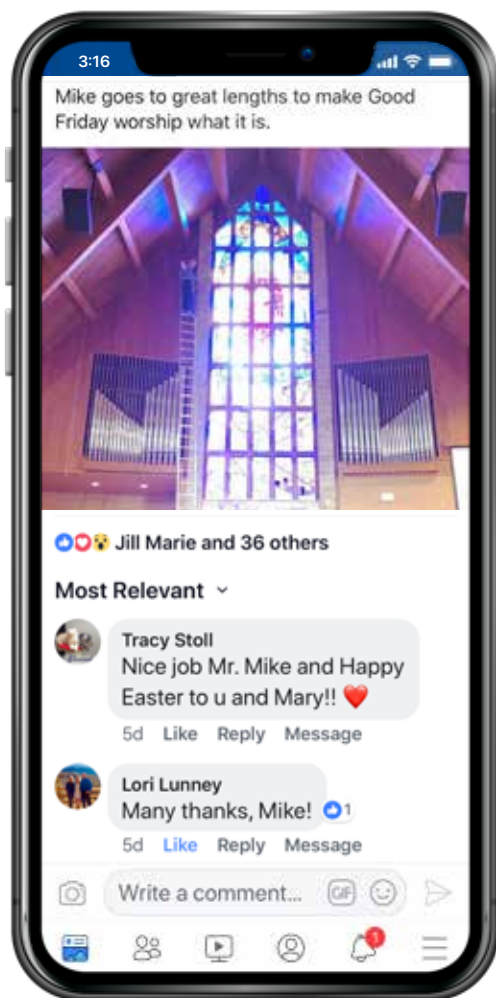 3:16
Mike goes to great lengths to make Good
Friday worship what it is.
Jill Marie and 36 others
Most Relevant
Tracy Stoll
Nice job Mr. Mike and Happy
Easter to u and Mary!! ❤️
5d Like Reply Message
Lori Lunney
Many thanks, Mike! 1
5d Like Reply Message
Write a comment... GIF
1